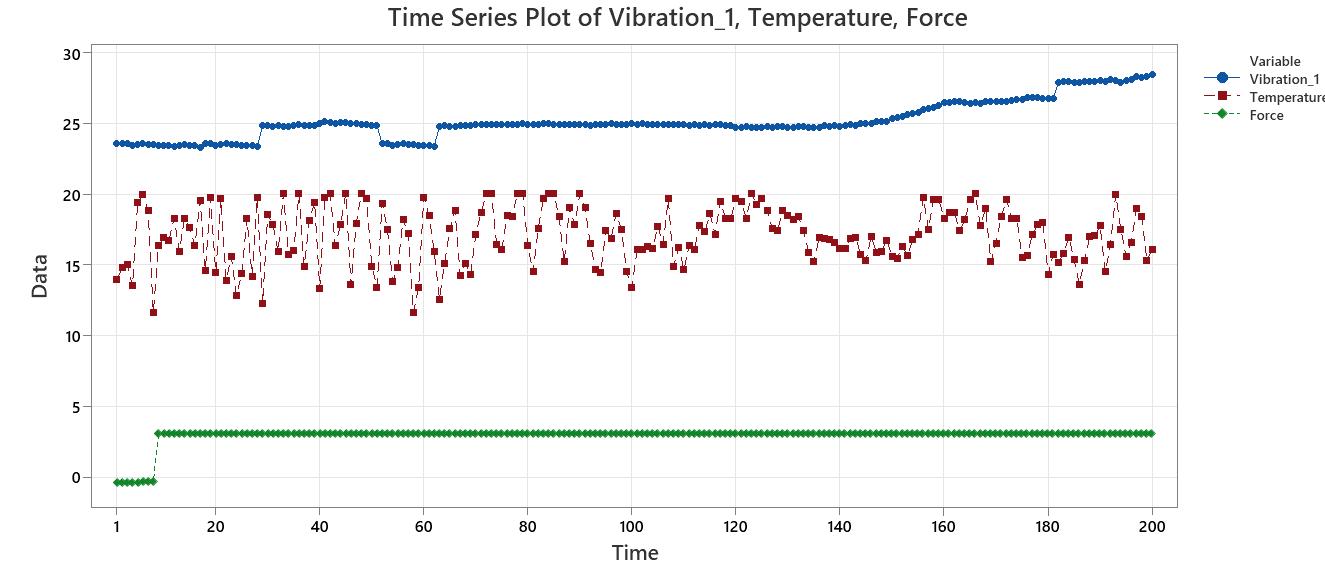 Time Series Plot of Vibration_1, Temperature, Force
30
25
20
15
10
5
0
Data
1 20 40 60 80 100 120 140 160 180 200
Time
Variable
Vibration_1
Temperature
Force